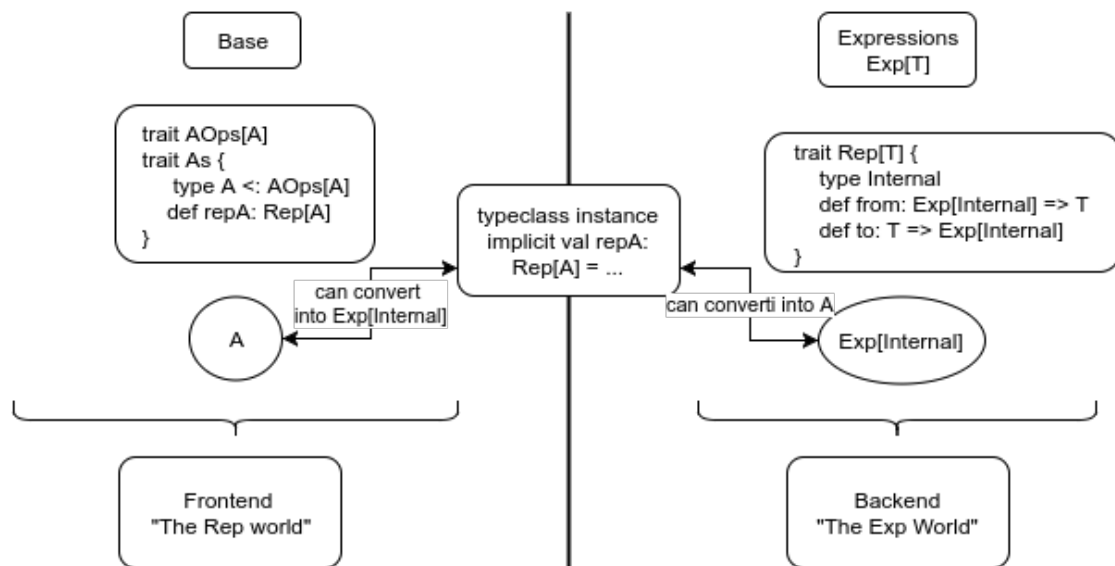 Base
Expressions
Exp[T]
trait AOps[A]
trait As {
type A <: AOps[A]
def repA: Rep[A]
}
typeclass instance
implicit val repA:
Rep[A] = ...
trait Rep[T] {
type Internal
def from: Exp[Internal] => T
def to: T => Exp[Internal]
}
can convert
into Exp[Internal]
can converti into A
A
Exp[Internal]
Frontend
"The Rep world"
Backend
"The Exp World"